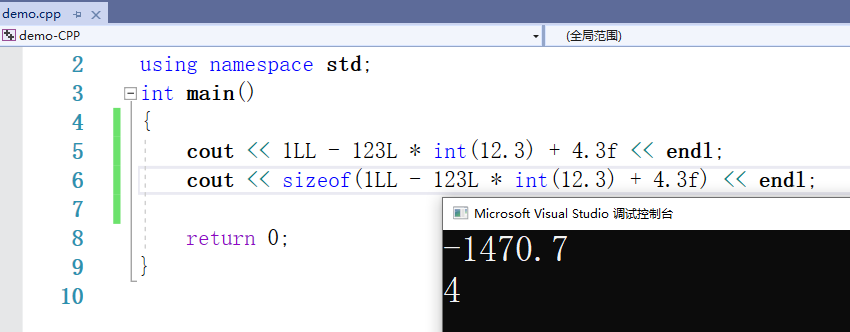 demo.cpp
demo-CPP
(全局范围)
2 using namespace std;
3 int main()
4 {
5 cout << 1LL - 123L * int(12.3) + 4.3f << endl;
6 cout << sizeof(1LL - 123L * int(12.3) + 4.3f) << endl;
7
8 return 0;
9 }
10
Microsoft Visual Studio 调试控制台
-1470.7
4